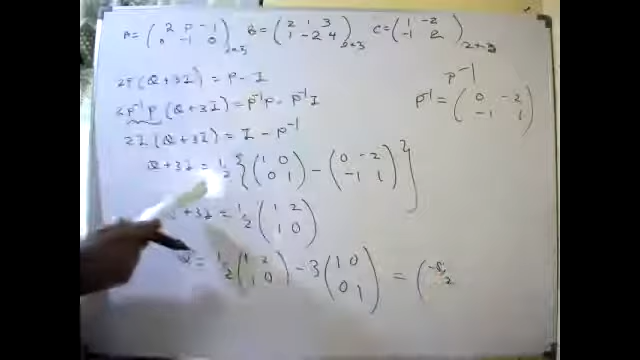 A = ( 2 P -1 / 0 -1 0 )2×3 B = ( 2 1 3 / 1 -2 4 )2×3 C = ( 1 -2 / -1 2 )2×2
(Q + 3I) = P - I
P⁻¹
2P⁻¹P (Q + 3I) = P⁻¹P - P⁻¹I
P⁻¹ = ( 0 -2 / -1 1 )
2I (Q + 3I) = I - P⁻¹
Q + 3I = 1/2 { ( 1 0 / 0 1 ) - ( 0 -2 / -1 1 ) }
+ 3I = 1/2 ( 1 2 / 1 0 )
= 1/2 ( 1 2 / 1 0 ) - 3 ( 1 0 / 0 1 ) = (